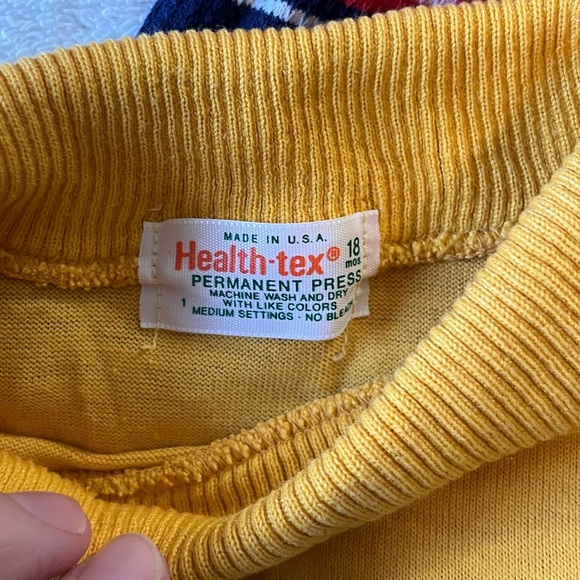 MADE IN U.S.A.
Health-tex® 18 mos.
PERMANENT PRESS
MACHINE WASH AND DRY
WITH LIKE COLORS
1 MEDIUM SETTINGS · NO BLEACH